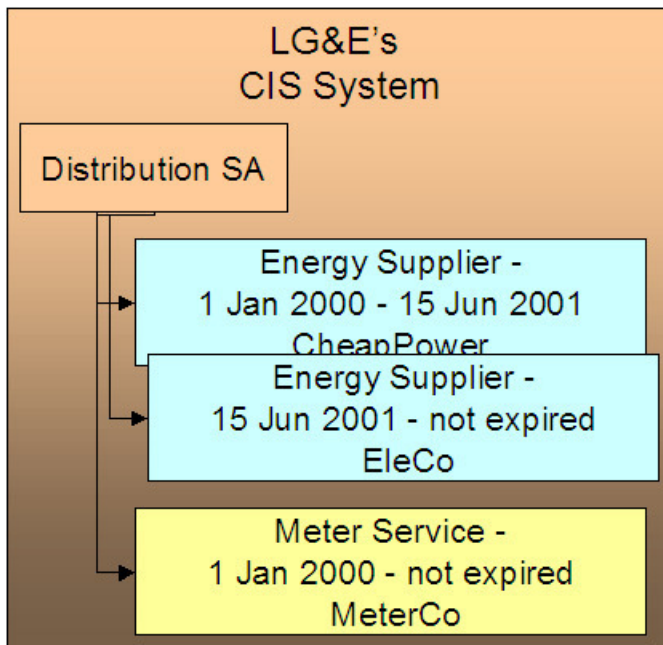 LG&E's
CIS System
Distribution SA
Energy Supplier -
1 Jan 2000 - 15 Jun 2001
CheapPower
Energy Supplier -
15 Jun 2001 - not expired
EleCo
Meter Service -
1 Jan 2000 - not expired
MeterCo